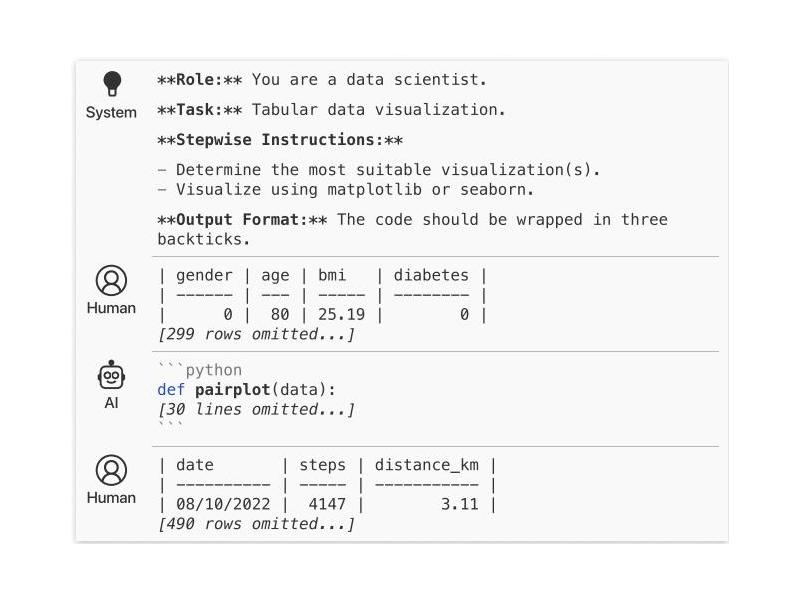 System
**Role:** You are a data scientist.
**Task:** Tabular data visualization.
**Stepwise Instructions:**
- Determine the most suitable visualization(s).
- Visualize using matplotlib or seaborn.
**Output Format:** The code should be wrapped in three
backticks.
Human
| gender | age | bmi   | diabetes |
| ------ | --- | ----- | -------- |
|      0 |  80 | 25.19 |        0 |
[299 rows omitted...]
AI
```python
def pairplot(data):
[30 lines omitted...]
```
Human
| date       | steps | distance_km |
| ---------- | ----- | ----------- |
| 08/10/2022 |  4147 |        3.11 |
[490 rows omitted...]